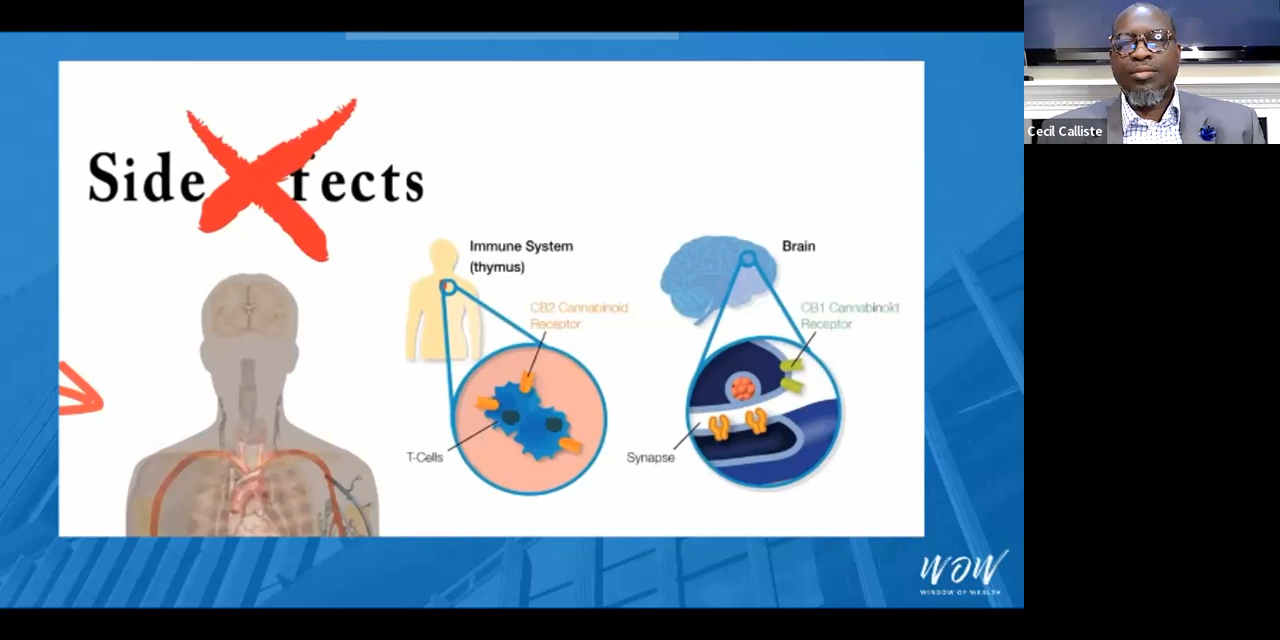 Side fects
Immune System
(thymus)
CB2 Cannabinoid
Receptor
T-Cells
Brain
CB1 Cannabinoid
Receptor
Synapse
WOW
WINDOW OF WEALTH
Cecil Calliste